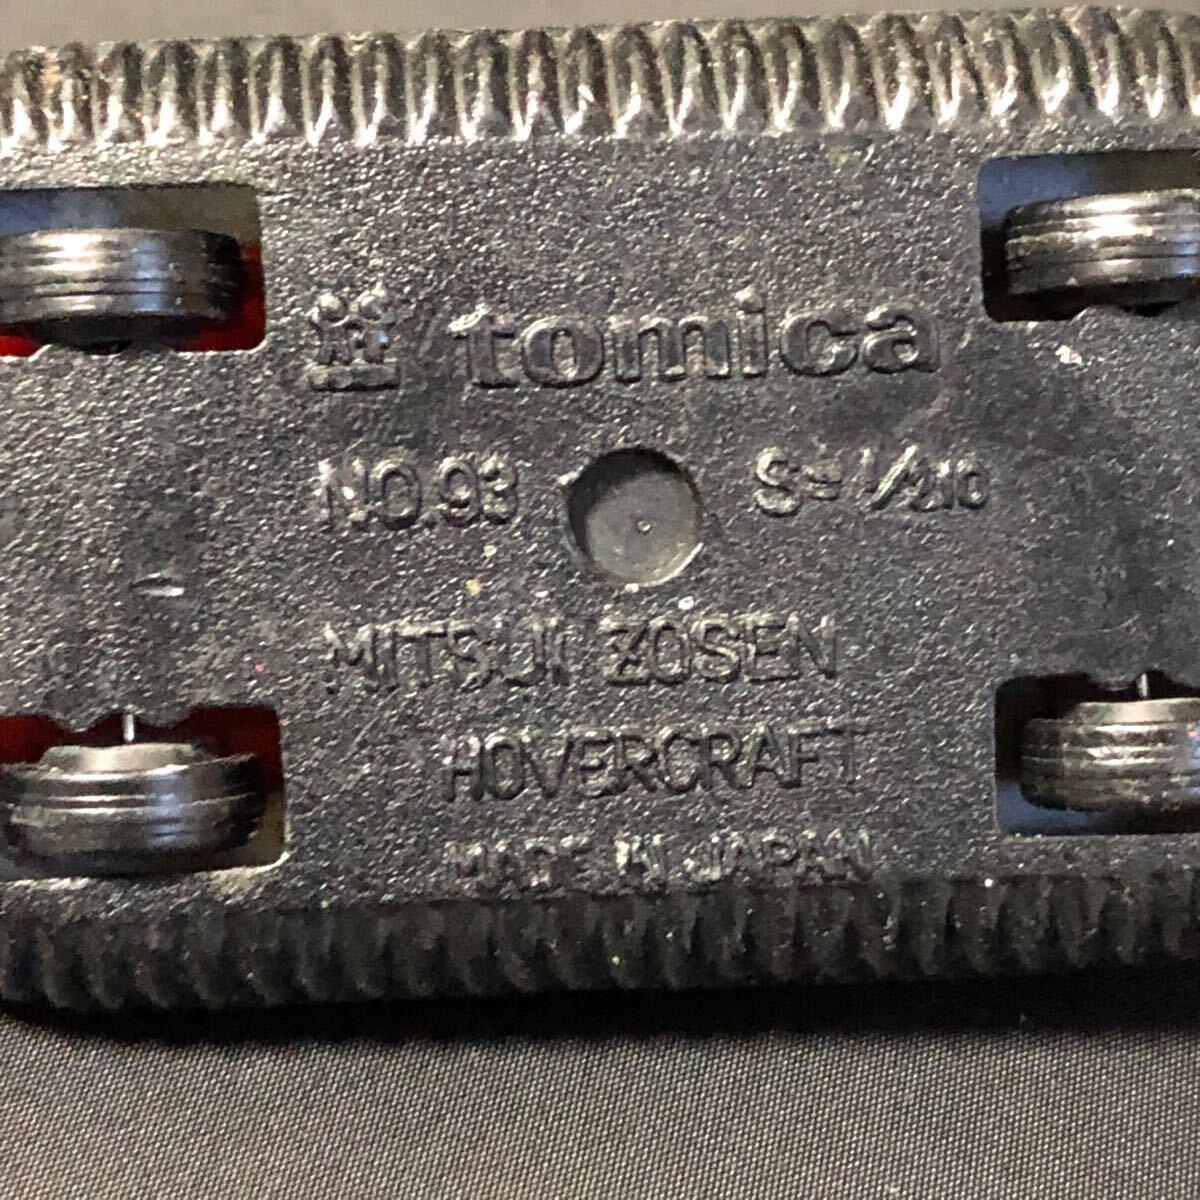 tomica
NO.93 S=1/210
MITSUI ZOSEN
HOVERCRAFT
MADE IN JAPAN